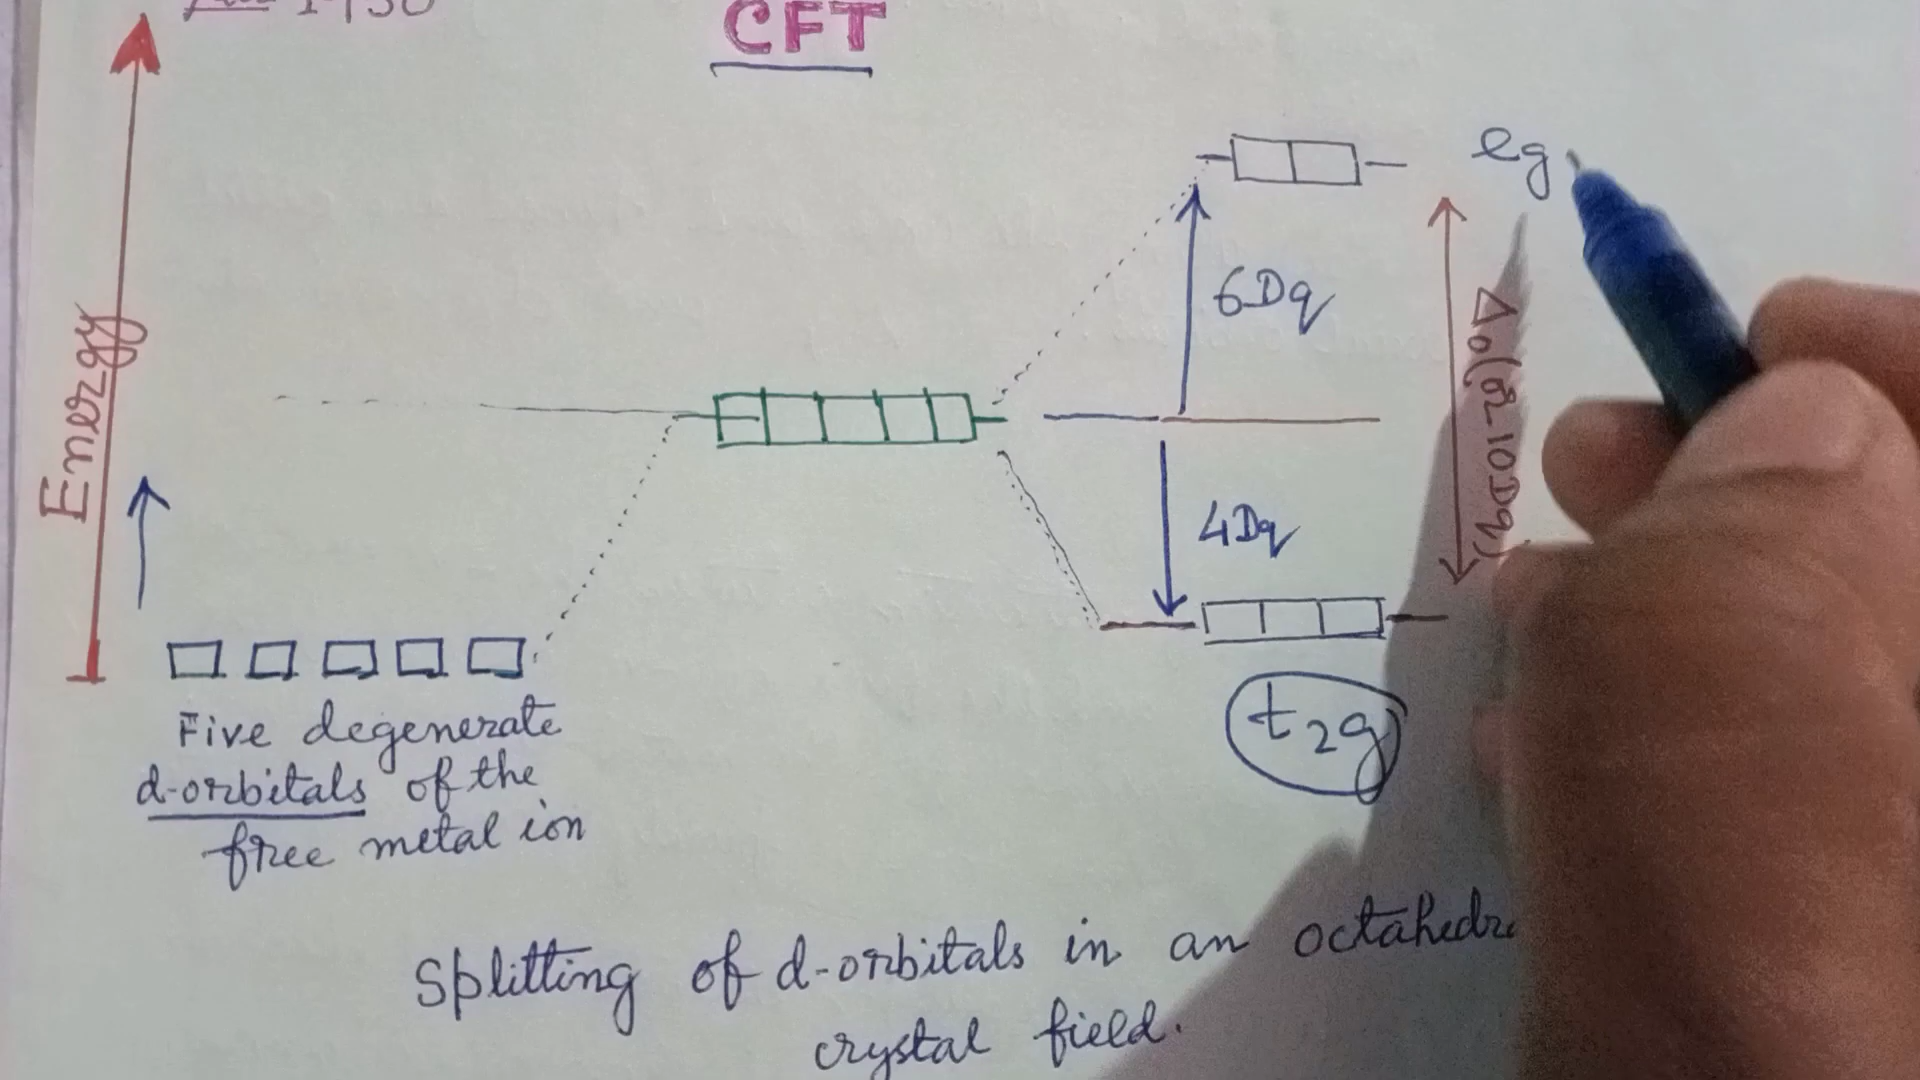 CFT
Energy
eg
6Dq
Δo(or 10Dq)
4Dq
t2g
Five degenerate
d-orbitals of the
free metal ion
Splitting of d-orbitals in an
crystal field.